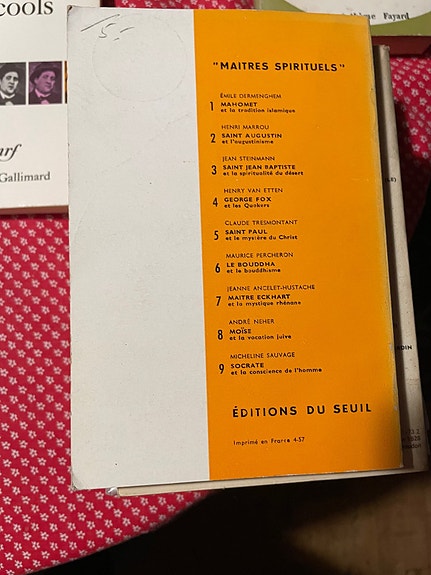 cools
hème Fayard
arf
Gallimard
15.
"MAITRES SPIRITUELS"
ÉMILE DERMENGHEM
1 MAHOMET
et la tradition islamique
HENRI MARROU
2 SAINT AUGUSTIN
et l'augustinisme
JEAN STEINMANN
3 SAINT JEAN BAPTISTE
et la spiritualité du désert
HENRY VAN ETTEN
4 GEORGE FOX
et les Quakers
CLAUDE TRESMONTANT
5 SAINT PAUL
et le mystère du Christ
MAURICE PERCHERON
6 LE BOUDDHA
et le bouddhisme
JEANNE ANCELET-HUSTACHE
7 MAITRE ECKHART
et la mystique rhénane
ANDRÉ NEHER
8 MOÏSE
et la vocation juive
MICHELINE SAUVAGE
9 SOCRATE
et la conscience de l'homme
ÉDITIONS DU SEUIL
Imprimé en France 4-57